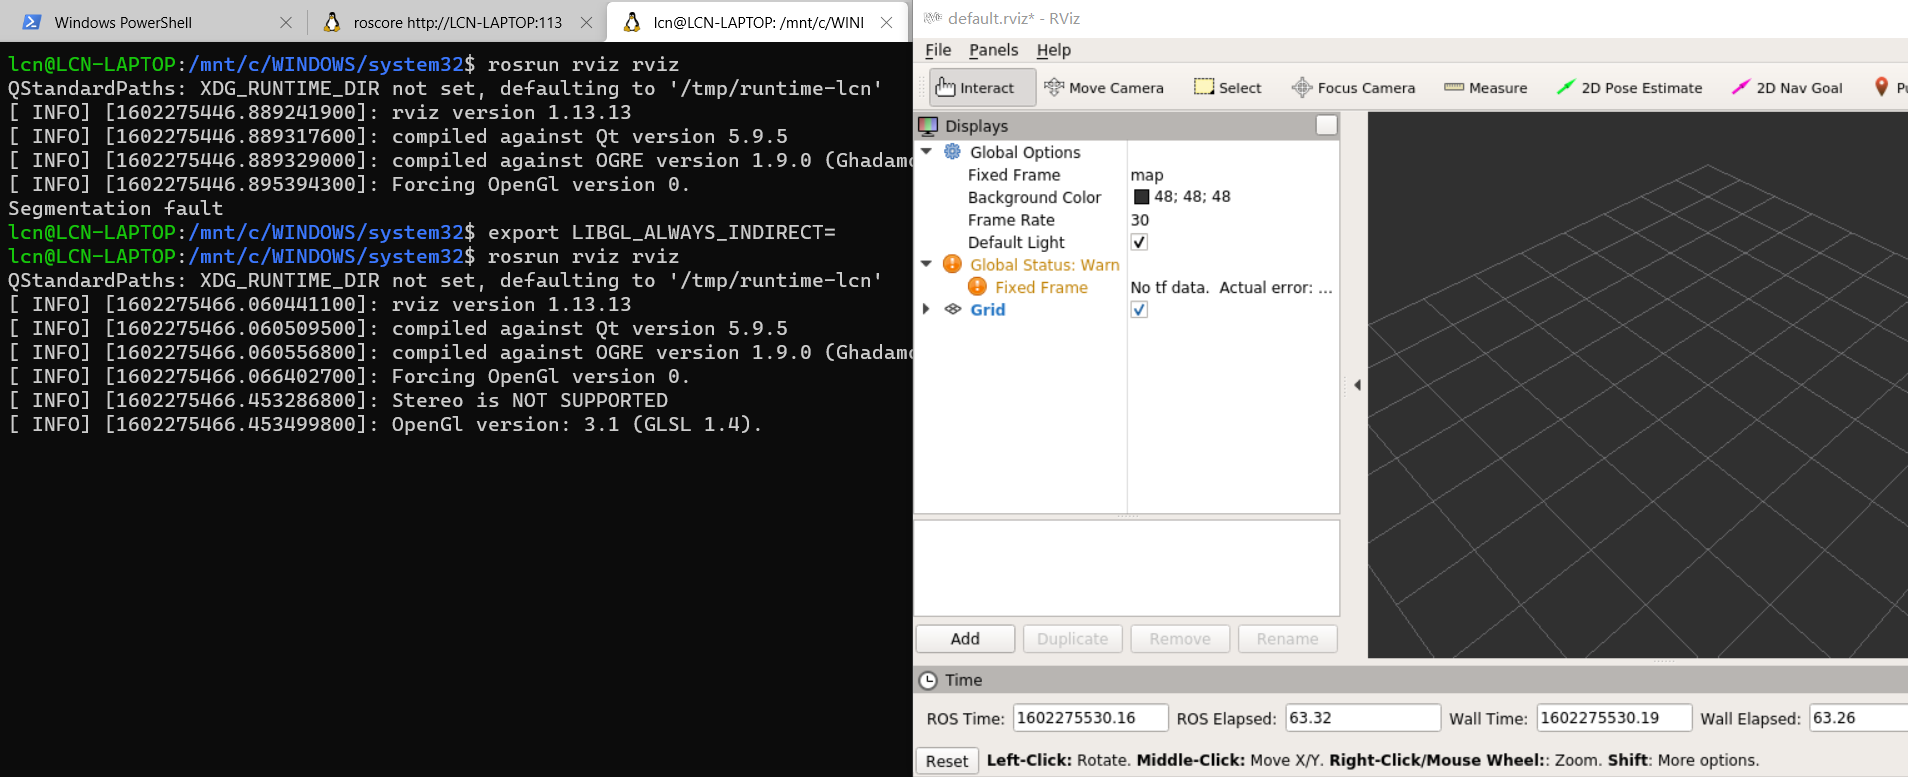 Windows PowerShell
roscore http://LCN-LAPTOP:113
lcn@LCN-LAPTOP: /mnt/c/WIN
lcn@LCN-LAPTOP:/mnt/c/WINDOWS/system32$ rosrun rviz rviz
QStandardPaths: XDG_RUNTIME_DIR not set, defaulting to '/tmp/runtime-lcn'
[ INFO] [1602275446.889241900]: rviz version 1.13.13
[ INFO] [1602275446.889317600]: compiled against Qt version 5.9.5
[ INFO] [1602275446.889329000]: compiled against OGRE version 1.9.0 (Ghadam
[ INFO] [1602275446.895394300]: Forcing OpenGl version 0.
Segmentation fault
lcn@LCN-LAPTOP:/mnt/c/WINDOWS/system32$ export LIBGL_ALWAYS_INDIRECT=
lcn@LCN-LAPTOP:/mnt/c/WINDOWS/system32$ rosrun rviz rviz
QStandardPaths: XDG_RUNTIME_DIR not set, defaulting to '/tmp/runtime-lcn'
[ INFO] [1602275466.060441100]: rviz version 1.13.13
[ INFO] [1602275466.060509500]: compiled against Qt version 5.9.5
[ INFO] [1602275466.060556800]: compiled against OGRE version 1.9.0 (Ghadam
[ INFO] [1602275466.066402700]: Forcing OpenGl version 0.
[ INFO] [1602275466.453286800]: Stereo is NOT SUPPORTED
[ INFO] [1602275466.453499800]: OpenGl version: 3.1 (GLSL 1.4).
default.rviz* - RViz
File Panels Help
Interact Move Camera Select Focus Camera Measure 2D Pose Estimate 2D Nav Goal
Displays
Global Options
Fixed Frame map
Background Color 48; 48; 48
Frame Rate 30
Default Light
Global Status: Warn
Fixed Frame No tf data. Actual error: ...
Grid
Add Duplicate Remove Rename
Time
ROS Time: 1602275530.16 ROS Elapsed: 63.32 Wall Time: 1602275530.19 Wall Elapsed: 63.26
Reset Left-Click: Rotate. Middle-Click: Move X/Y. Right-Click/Mouse Wheel:: Zoom. Shift: More options.